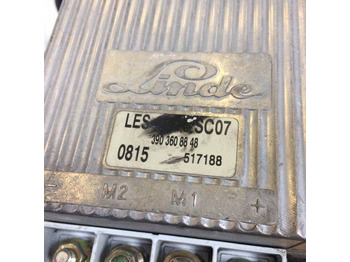 Linde
LES SC07
390 360 88 48
0815 517188
M2 M1 +